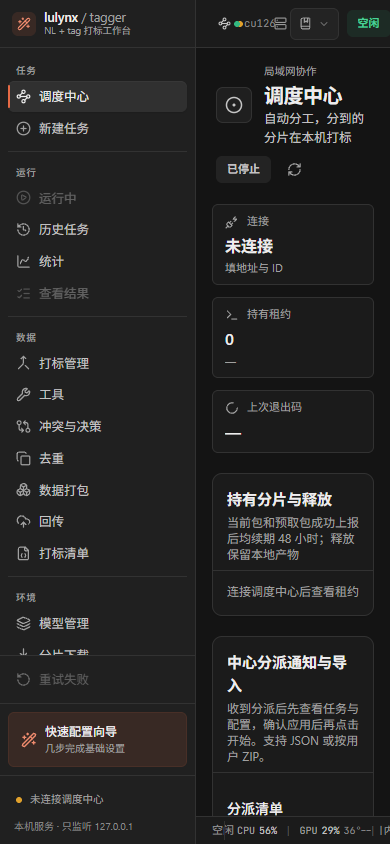 lulynx / tagger
NL + tag 打标工作台
任务
调度中心
新建任务
运行
运行中
历史任务
统计
查看结果
数据
打标管理
工具
冲突与决策
去重
数据打包
回传
打标清单
环境
模型管理
分片下载
重试失败
快速配置向导
几步完成基础设置
未连接调度中心
本机服务 · 只监听 127.0.0.1
cu126
空闲
局域网协作
调度中心
自动分工，分到的
分片在本机打标
已停止
连接
未连接
填地址与 ID
持有租约
0
—
上次退出码
—
持有分片与释放
当前包和预取包成功上报
后均续期 48 小时；释放
保留本地产物
连接调度中心后查看租约
中心分派通知与导
入
收到分派后先查看任务与
配置，确认应用后再点击
开始。支持 JSON 或按用
户 ZIP。
分派清单
空闲 CPU 56% | GPU 29% 36°